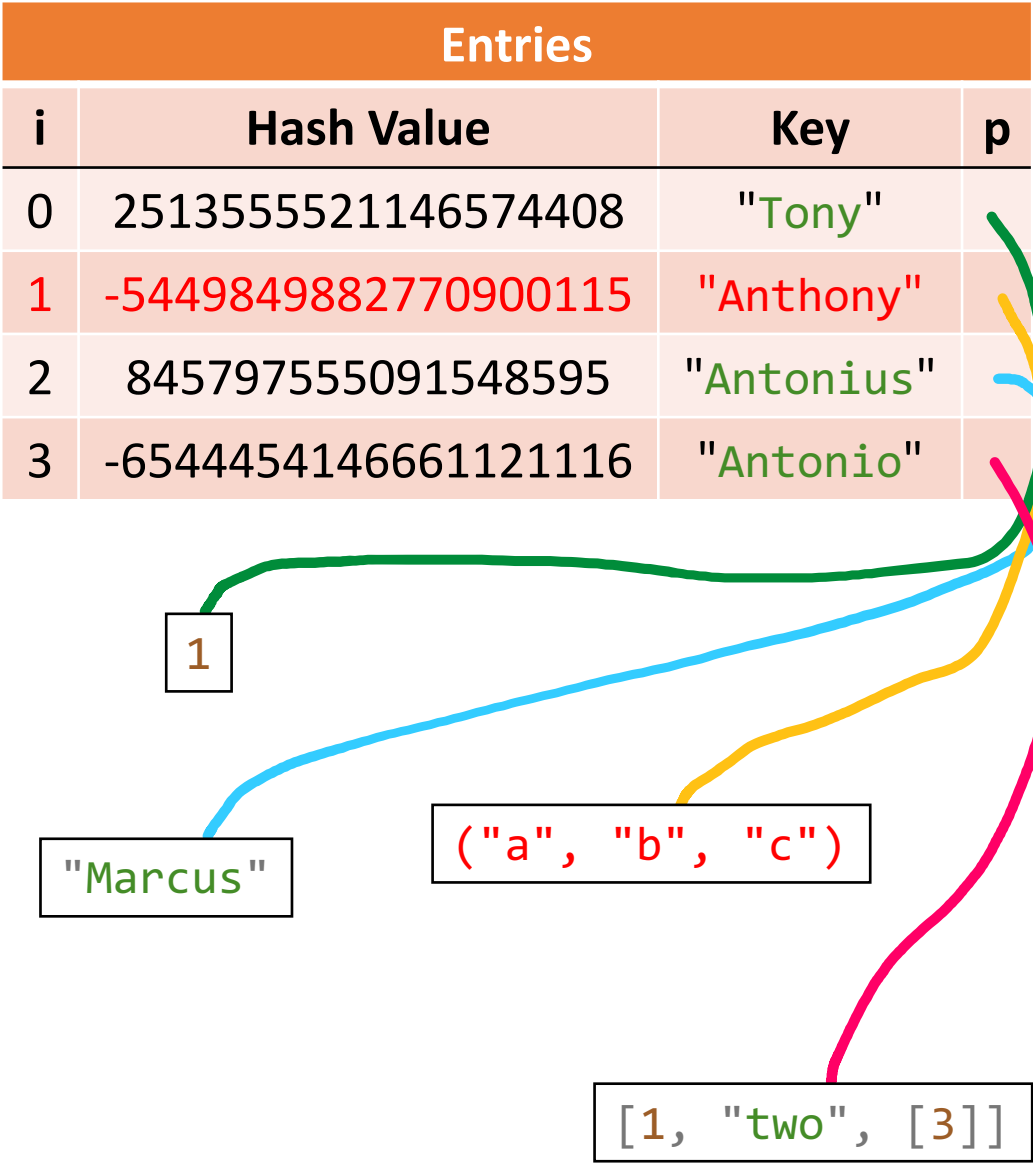 Entries
i Hash Value Key p
0 2513555521146574408 "Tony"
1 -5449849882770900115 "Anthony"
2 845797555091548595 "Antonius"
3 -6544454146661121116 "Antonio"
1
"Marcus"
("a", "b", "c")
[1, "two", [3]]